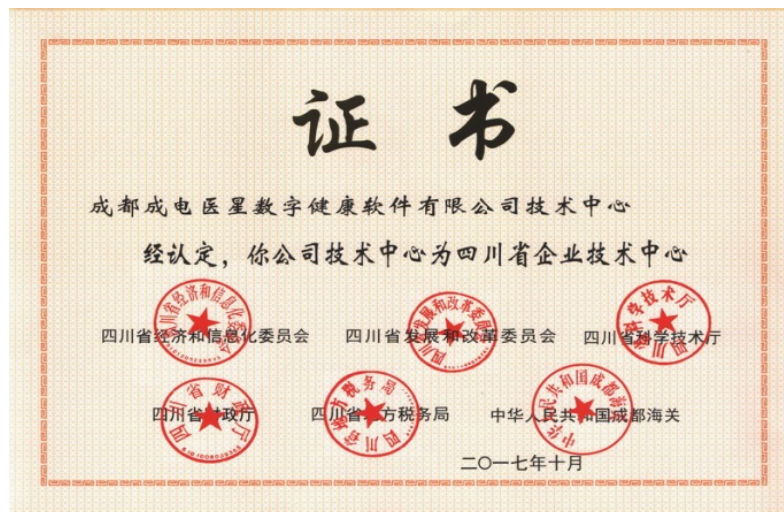 证 书
成都成电医星数字健康软件有限公司技术中心
经认定，你公司技术中心为四川省企业技术中心
四川省经济和信息化委员会 四川省发展和改革委员会 四川省科学技术厅
四川省财政厅 四川省地方税务局 中华人民共和国成都海关
二〇一七年十月